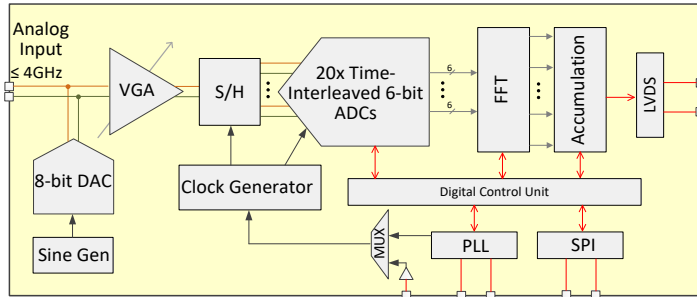 Analog
Input
≤ 4GHz
VGA
S/H
20x Time-
Interleaved 6-bit
ADCs
6
6
FFT
Accumulation
LVDS
8-bit DAC
Clock Generator
Digital Control Unit
Sine Gen
MUX
PLL
SPI